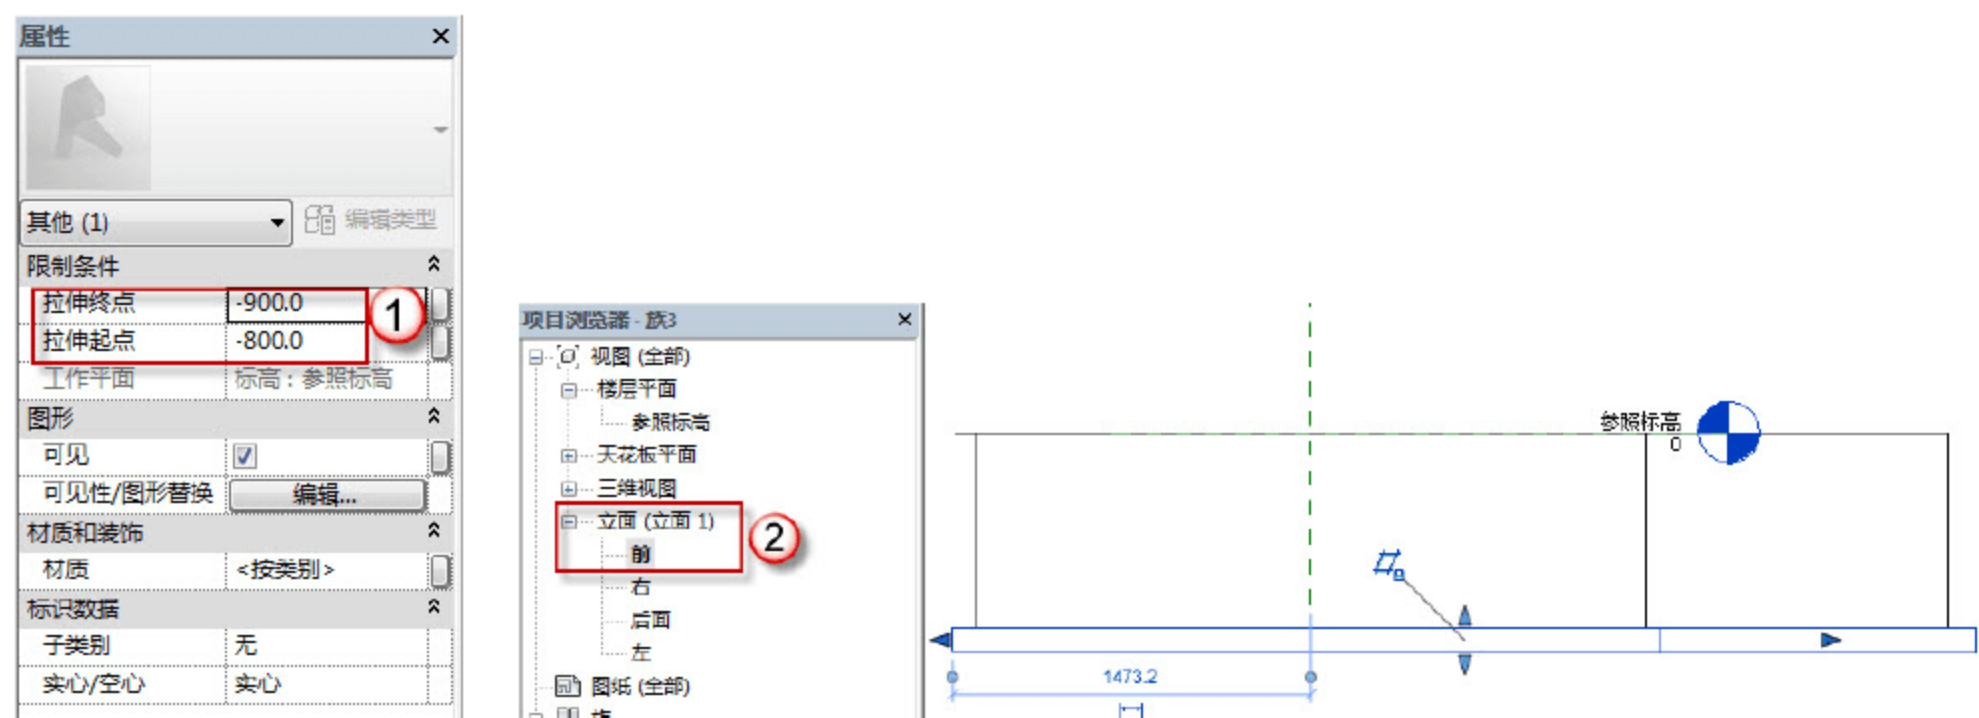 属性
其他 (1)
编辑类型
限制条件
拉伸终点 -900.0
1
拉伸起点 -800.0
工作平面 标高 : 参照标高
图形
可见
可见性/图形替换 编辑...
材质和装饰
材质 <按类别>
标识数据
子类别 无
实心/空心 实心
项目浏览器 - 族3
视图 (全部)
楼层平面
参照标高
天花板平面
三维视图
立面 (立面 1)
2
前
右
后面
左
图纸 (全部)
族
参照标高
0
1473.2